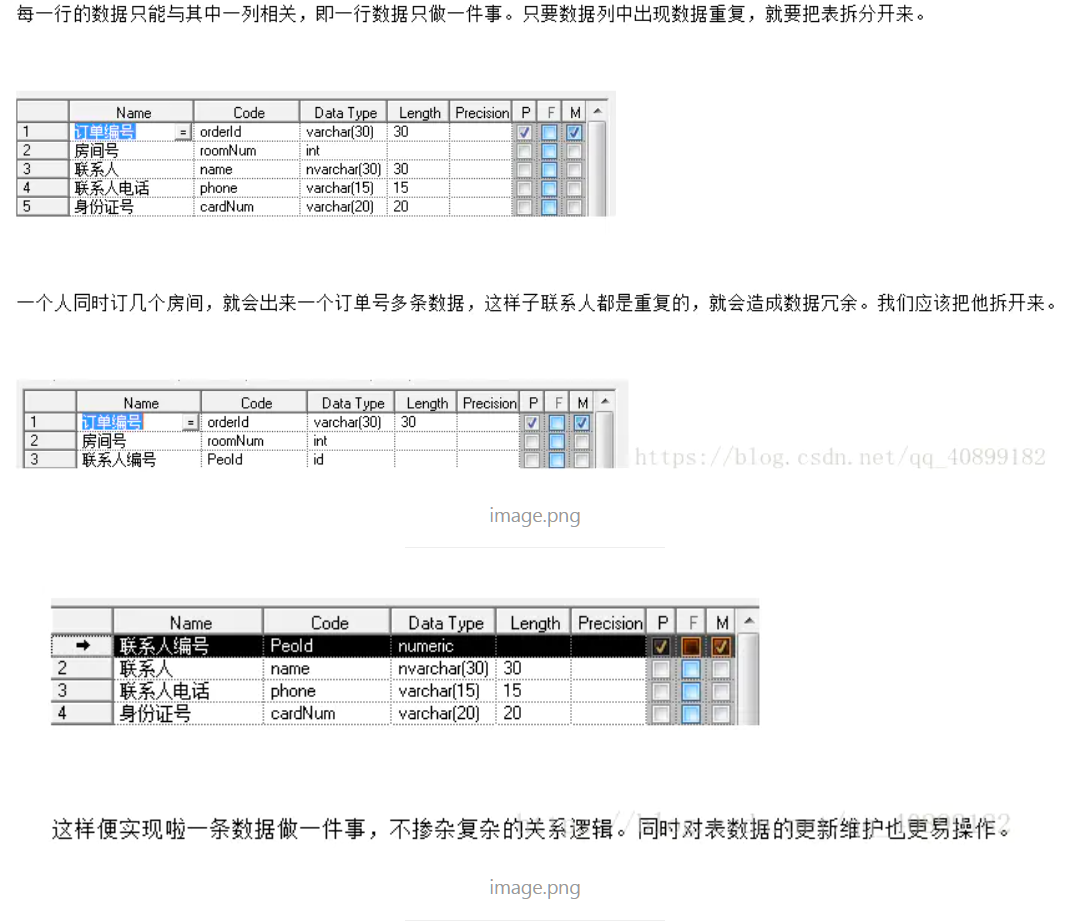 每一行的数据只能与其中一列相关，即一行数据只做一件事。只要数据列中出现数据重复，就要把表拆分开来。
Name Code Data Type Length Precision P F M
1 订单编号 = orderId varchar(30) 30
2 房间号 roomNum int
3 联系人 name nvarchar(30) 30
4 联系人电话 phone varchar(15) 15
5 身份证号 cardNum varchar(20) 20
一个人同时订几个房间，就会出来一个订单号多条数据，这样子联系人都是重复的，就会造成数据冗余。我们应该把他拆开来。
Name Code Data Type Length Precision P F M
1 订单编号 = orderId varchar(30) 30
2 房间号 roomNum int
3 联系人编号 PeoId id
https://blog.csdn.net/qq_40899182
image.png
Name Code Data Type Length Precision P F M
联系人编号 PeoId numeric
2 联系人 name nvarchar(30) 30
3 联系人电话 phone varchar(15) 15
4 身份证号 cardNum varchar(20) 20
这样便实现啦一条数据做一件事，不掺杂复杂的关系逻辑。同时对表数据的更新维护也更易操作。
image.png